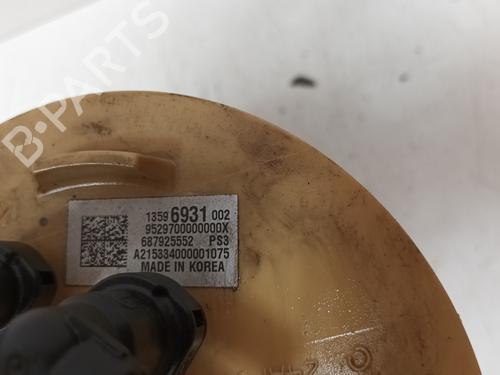 B-PARTS
1359 6931 002
9529700000000X
687925552 PS3
A215334000001075
MADE IN KOREA